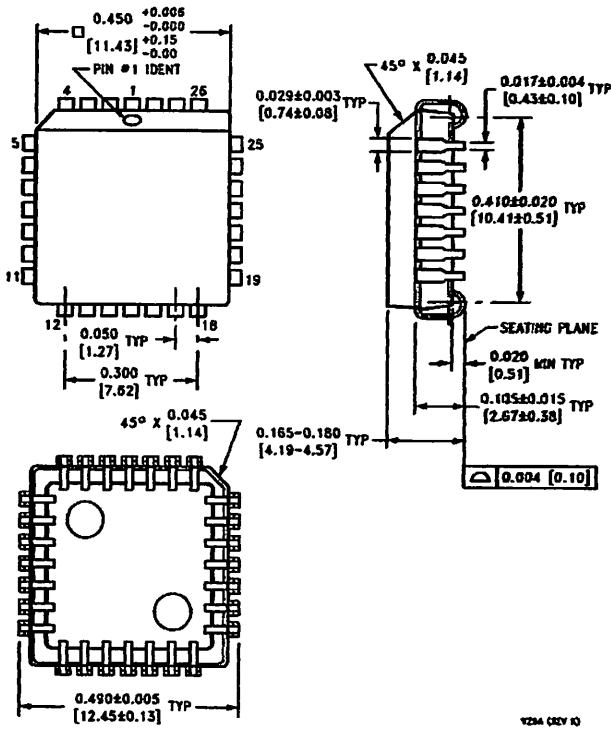 0.450 +0.006 -0.000
[11.43] +0.15 -0.00
PIN #1 IDENT
4 1 26
5 25
11 19
12 18
0.050 [1.27] TYP
0.300 [7.62] TYP
45° X 0.045 [1.14]
0.029±0.003 [0.74±0.08] TYP
0.017±0.004 [0.43±0.10] TYP
0.410±0.020 [10.41±0.51] TYP
SEATING PLANE
0.020 [0.51] MIN TYP
0.105±0.015 [2.67±0.38] TYP
0.165-0.180 [4.19-4.57] TYP
0.004 [0.10]
45° X 0.045 [1.14]
0.490±0.005 [12.45±0.13] TYP
V28A (REV K)